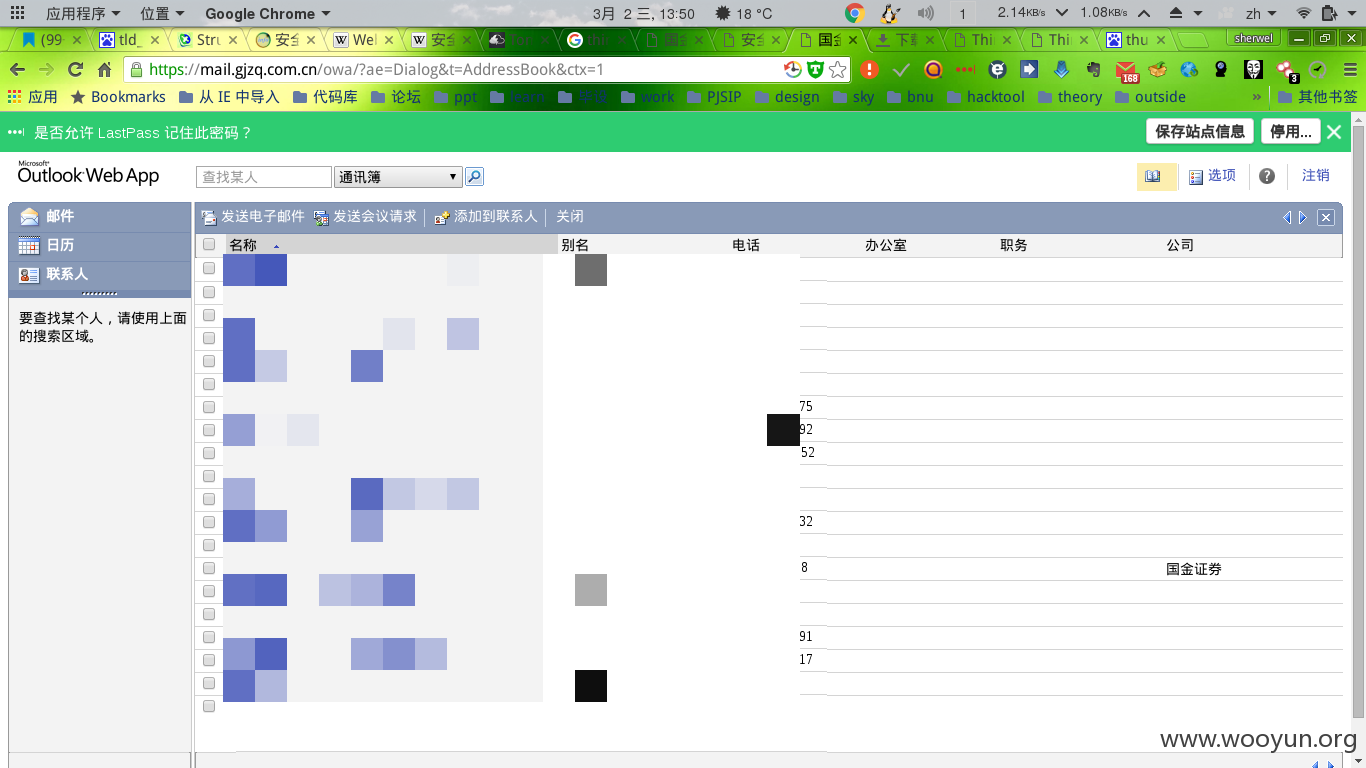 应用程序 位置 Google Chrome 3月 2 三, 13:50 18 °C 1 2.14KB/s 1.08KB/s zh
(99 tld_ Stru 安全 Wel 安全 国金 安全 国金 下载 Thi Thi thu sherwel
https://mail.gjzq.com.cn/owa/?ae=Dialog&t=AddressBook&ctx=1 168 3
应用 Bookmarks 从 IE 中导入 代码库 论坛 ppt work PJSIP design sky bnu hacktool theory outside » 其他书签
是否允许 LastPass 记住此密码？ 保存站点信息 停用...
Microsoft®
Outlook Web App 查找某人 通讯簿 选项 注销
邮件 发送电子邮件 发送会议请求 添加到联系人 关闭
日历 名称 别名 电话 办公室 职务 公司
联系人
要查找某个人，请使用上面
的搜索区域。
75
92
52
32
8 国金证券
91
17
www.wooyun.org